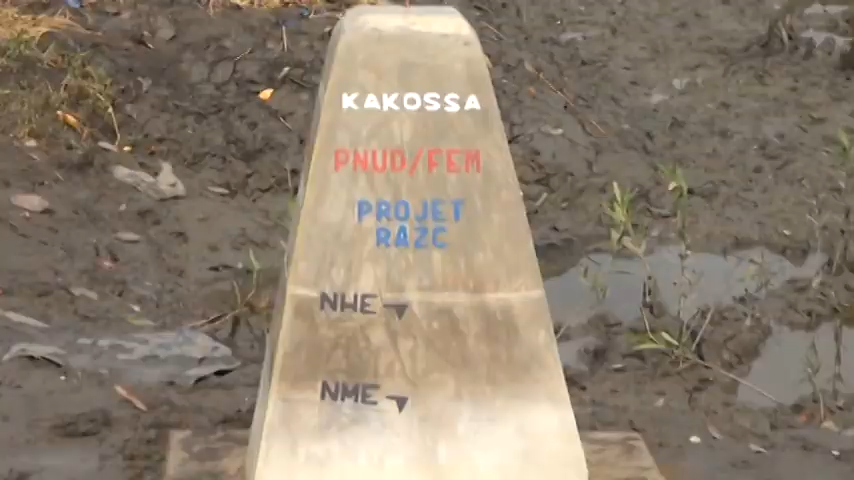 KAKOSSA
PNUD/FEM
PROJET
RAZC
NHE
NME